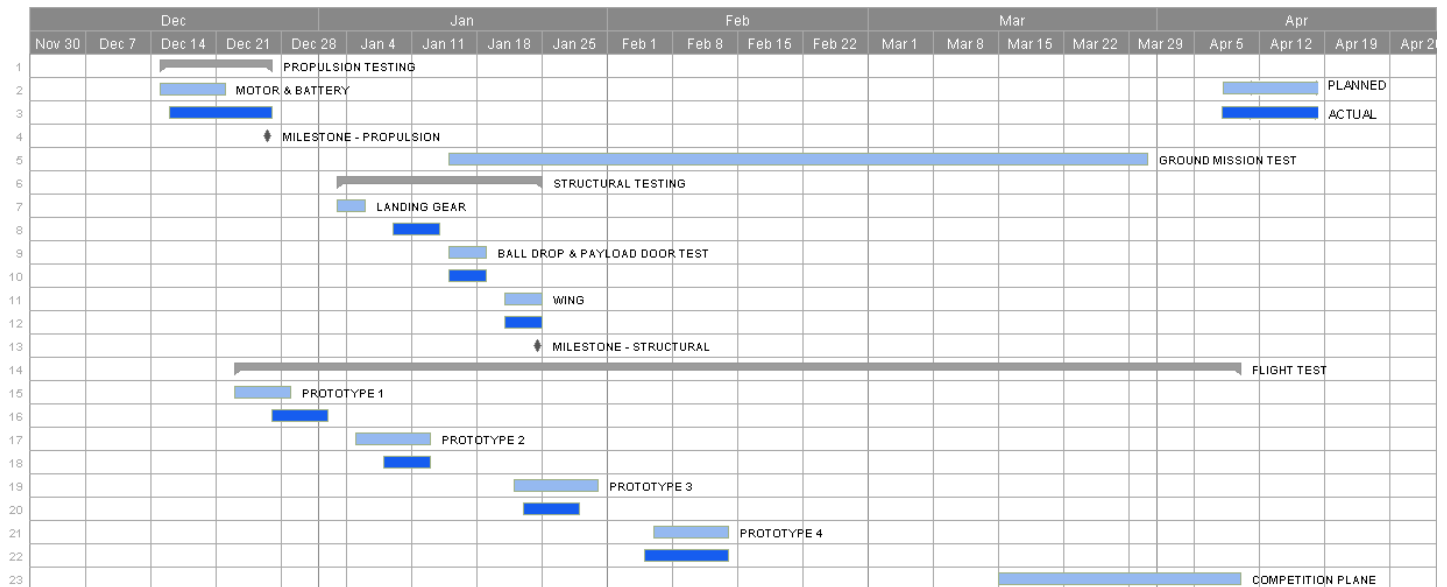 Dec Jan Feb Mar Apr
Nov 30 Dec 7 Dec 14 Dec 21 Dec 28 Jan 4 Jan 11 Jan 18 Jan 25 Feb 1 Feb 8 Feb 15 Feb 22 Mar 1 Mar 8 Mar 15 Mar 22 Mar 29 Apr 5 Apr 12 Apr 19 Apr 2
1 PROPULSION TESTING
2 MOTOR & BATTERY PLANNED
3 ACTUAL
4 MILESTONE - PROPULSION
5 GROUND MISSION TEST
6 STRUCTURAL TESTING
7 LANDING GEAR
8
9 BALL DROP & PAYLOAD DOOR TEST
10
11 WING
12
13 MILESTONE - STRUCTURAL
14 FLIGHT TEST
15 PROTOTYPE 1
16
17 PROTOTYPE 2
18
19 PROTOTYPE 3
20
21 PROTOTYPE 4
22
23 COMPETITION PLANE